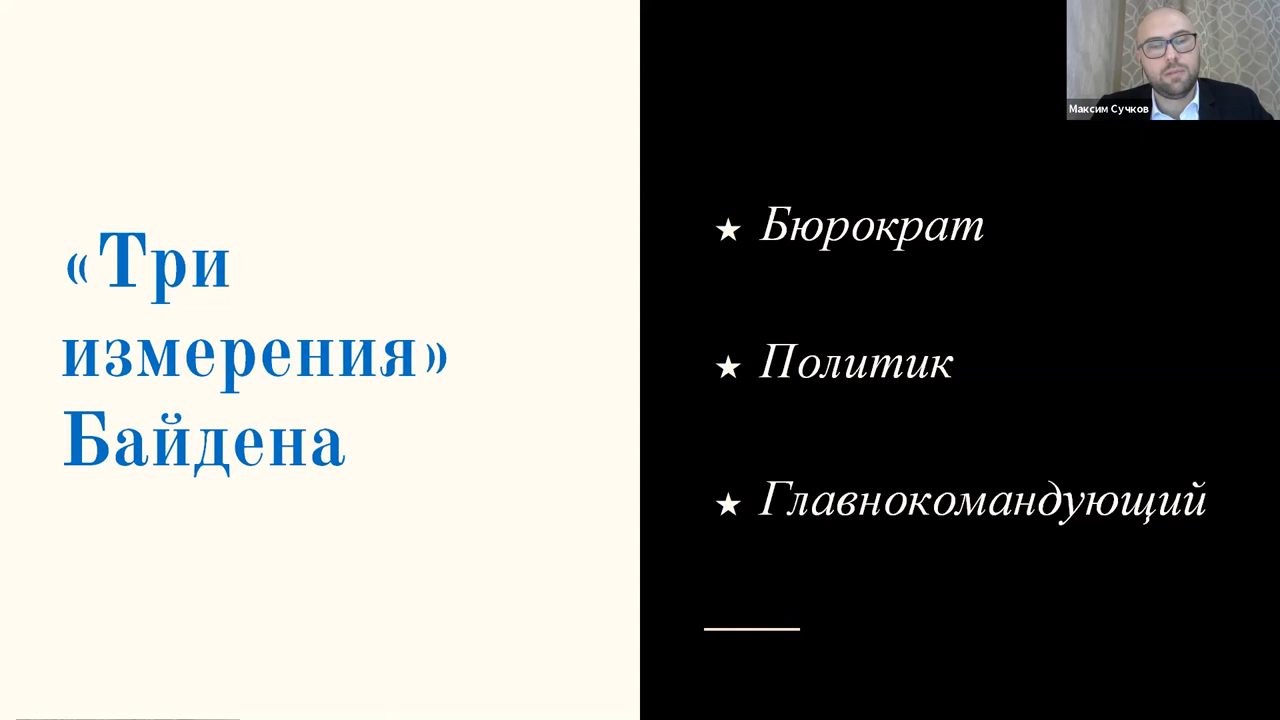 «Три
измерения»
Байдена
Максим Сучков
★ Бюрократ
★ Политик
★ Главнокомандующий